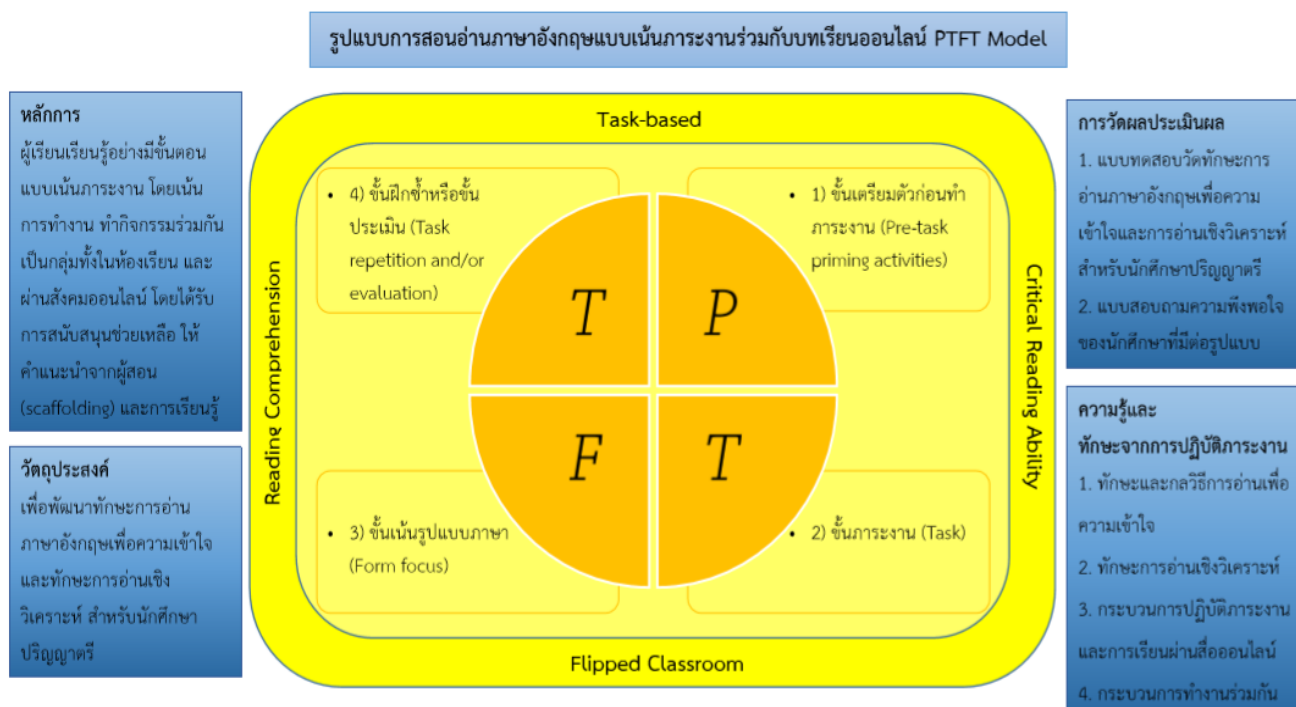 รูปแบบการสอนอ่านภาษาอังกฤษแบบเน้นภาระงานร่วมกับบทเรียนออนไลน์ PTFT Model
หลักการ
ผู้เรียนเรียนรู้อย่างมีขั้นตอน
แบบเน้นภาระงาน โดยเน้น
การทำงาน ทำกิจกรรมร่วมกัน
เป็นกลุ่มทั้งในห้องเรียน และ
ผ่านสังคมออนไลน์ โดยได้รับ
การสนับสนุนช่วยเหลือ ให้
คำแนะนำจากผู้สอน
(scaffolding) และการเรียนรู้
วัตถุประสงค์
เพื่อพัฒนาทักษะการอ่าน
ภาษาอังกฤษเพื่อความเข้าใจ
และทักษะการอ่านเชิง
วิเคราะห์ สำหรับนักศึกษา
ปริญญาตรี
Task-based
Reading Comprehension
Critical Reading Ability
Flipped Classroom
• 4) ขั้นฝึกซ้ำหรือขั้น
ประเมิน (Task
repetition and/or
evaluation)
• 1) ขั้นเตรียมตัวก่อนทำ
ภาระงาน (Pre-task
priming activities)
T
P
F
T
• 3) ขั้นเน้นรูปแบบภาษา
(Form focus)
• 2) ขั้นภาระงาน (Task)
การวัดผลประเมินผล
1. แบบทดสอบวัดทักษะการ
อ่านภาษาอังกฤษเพื่อความ
เข้าใจและการอ่านเชิงวิเคราะห์
สำหรับนักศึกษาปริญญาตรี
2. แบบสอบถามความพึงพอใจ
ของนักศึกษาที่มีต่อรูปแบบ
ความรู้และ
ทักษะจากการปฏิบัติภาระงาน
1. ทักษะและกลวิธีการอ่านเพื่อ
ความเข้าใจ
2. ทักษะการอ่านเชิงวิเคราะห์
3. กระบวนการปฏิบัติภาระงาน
และการเรียนผ่านสื่อออนไลน์
4. กระบวนการทำงานร่วมกัน